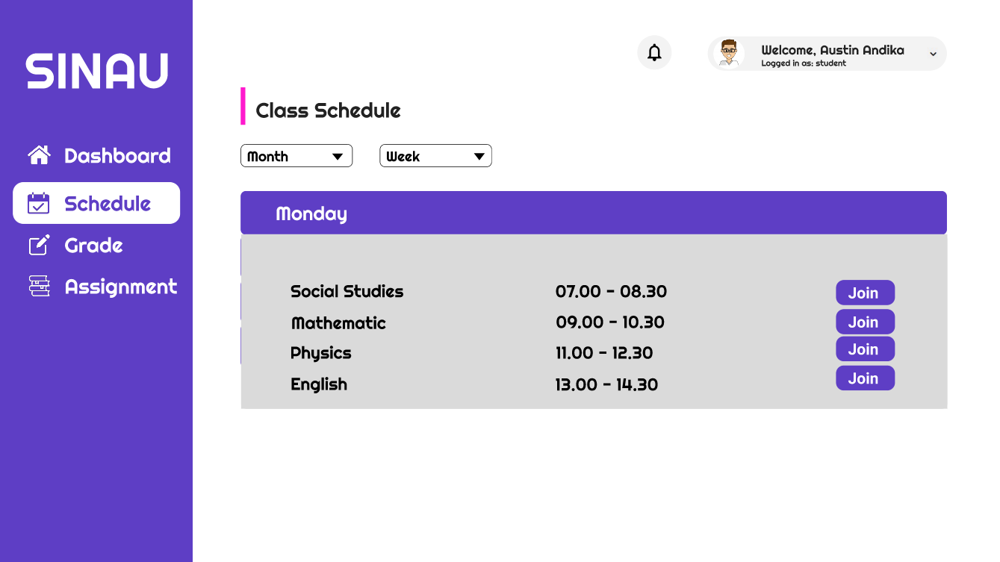 SINAU
Dashboard
Schedule
Grade
Assignment
Welcome, Austin Andika
Logged in as: student
Class Schedule
Month
Week
Monday
Social Studies 07.00 - 08.30 Join
Mathematic 09.00 - 10.30 Join
Physics 11.00 - 12.30 Join
English 13.00 - 14.30 Join